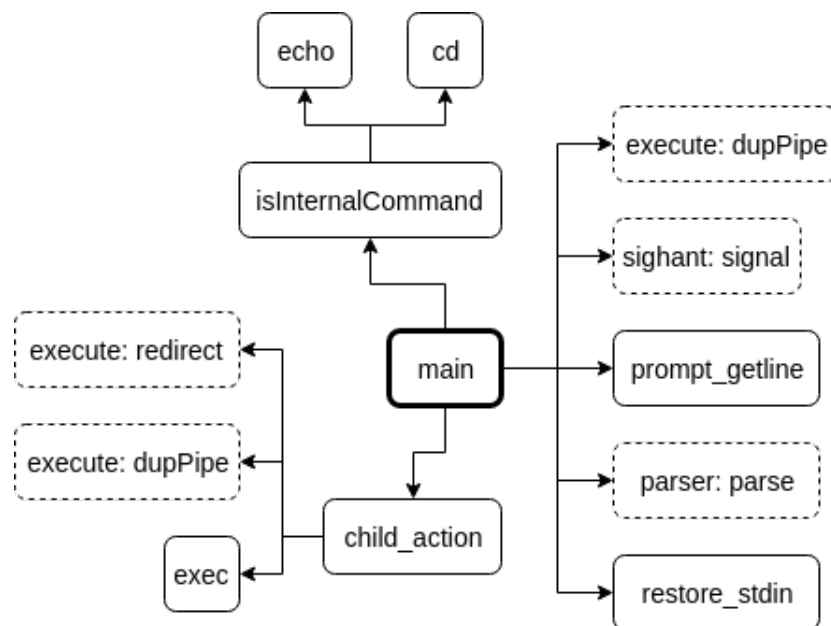 echo
cd
execute: dupPipe
isInternalCommand
sighant: signal
execute: redirect
main
prompt_getline
execute: dupPipe
parser: parse
child_action
exec
restore_stdin